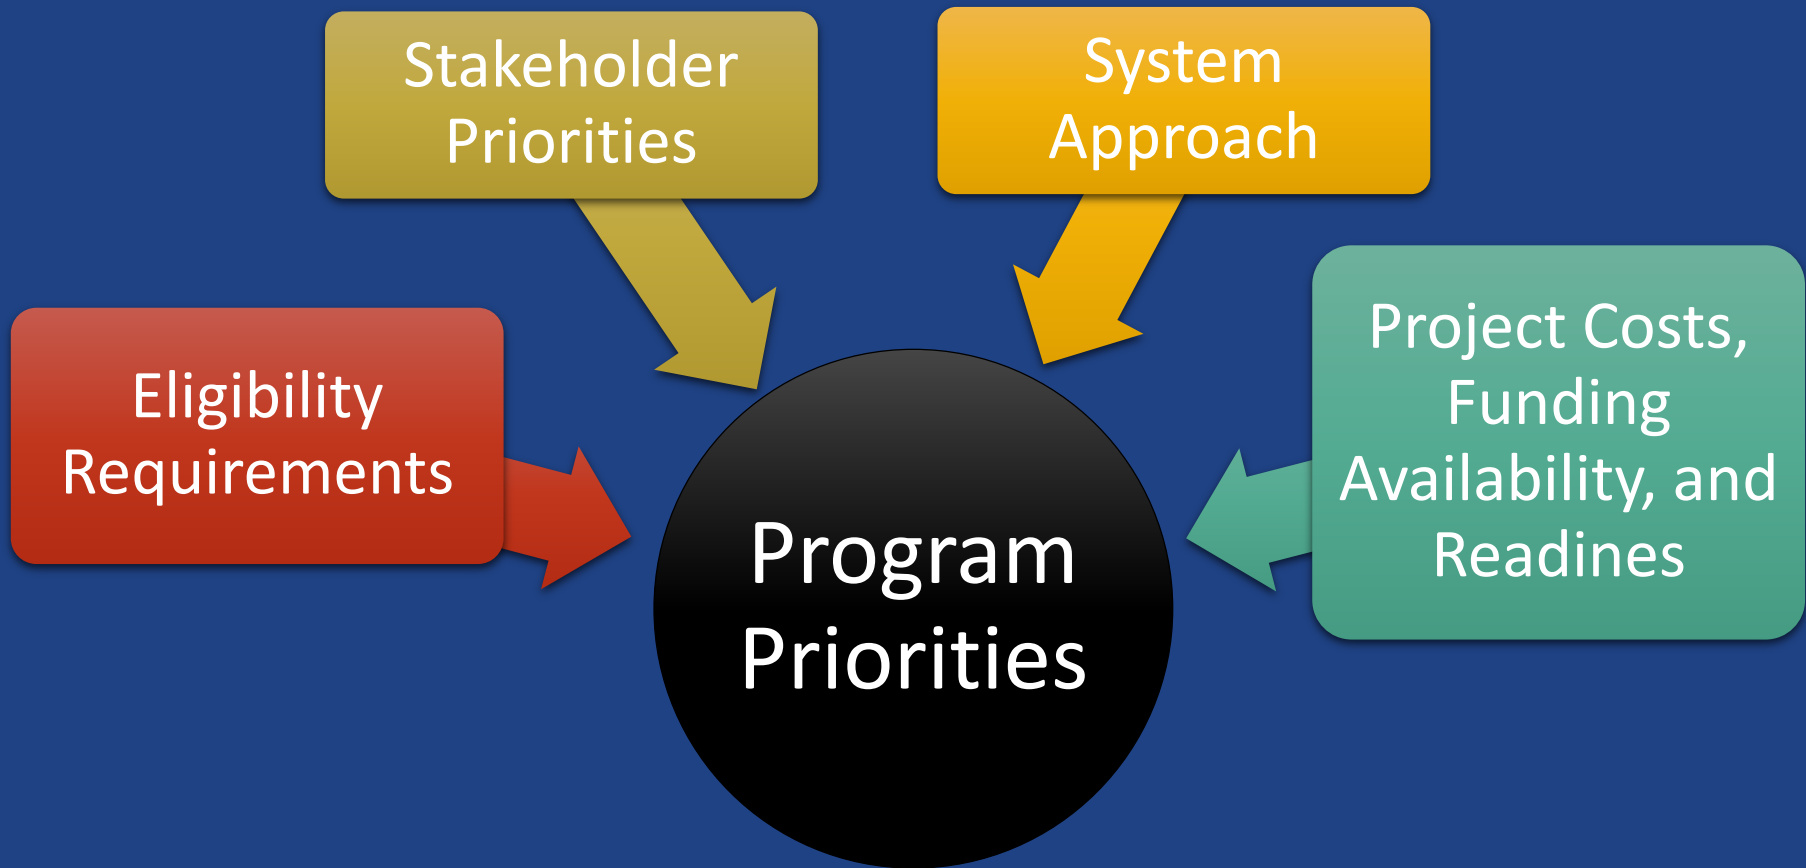 Stakeholder
Priorities
System
Approach
Eligibility
Requirements
Project Costs,
Funding
Availability, and
Readines
Program
Priorities